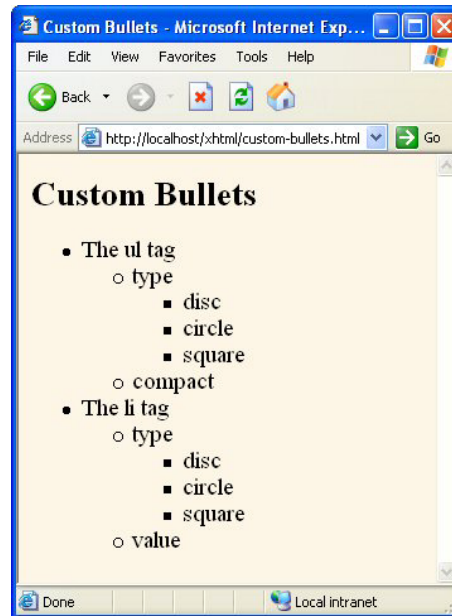 Custom Bullets - Microsoft Internet Exp...
File Edit View Favorites Tools Help
Back
Address http://localhost/xhtml/custom-bullets.html Go
Custom Bullets
The ul tag
type
disc
circle
square
compact
The li tag
type
disc
circle
square
value
Done Local intranet